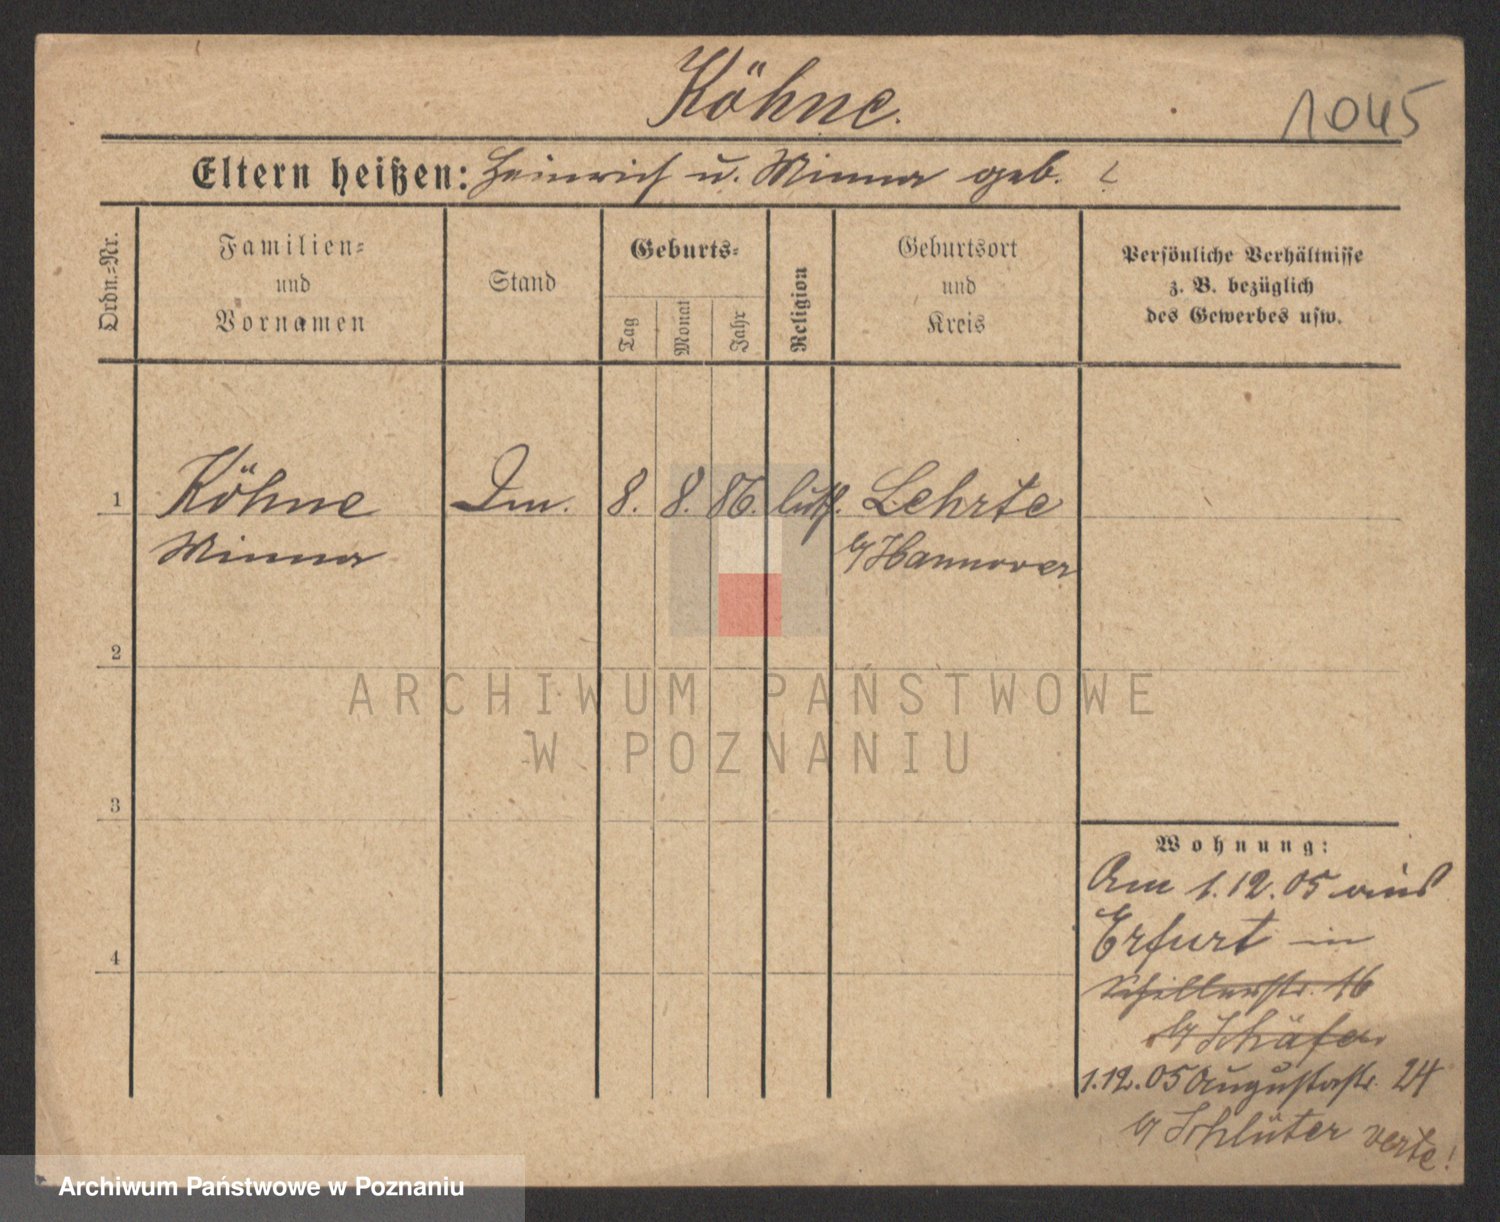 Köhne.
1045
Eltern heißen: Heinrich u. Minna geb. ?
Ordn.=Nr.
Familien=
und
Vornamen
Stand
Geburts=
Tag
Monat
Jahr
Religion
Geburtsort
und
Kreis
Persönliche Verhältnisse
z. B. bezüglich
des Gewerbes usw.
1
Köhne
8. 8. 86. luth. Lehrte
Minna
b/Hannover
2
ARCHIWUM PAŃSTWOWE
W POZNANIU
3
Wohnung:
Am 1.12.05 aus
Erfurt in
4
Schillerstr. 16
b/ Schäfer
1.12.05 Augustastr. 24
b/ Schlüter verte!
Archiwum Państwowe w Poznaniu